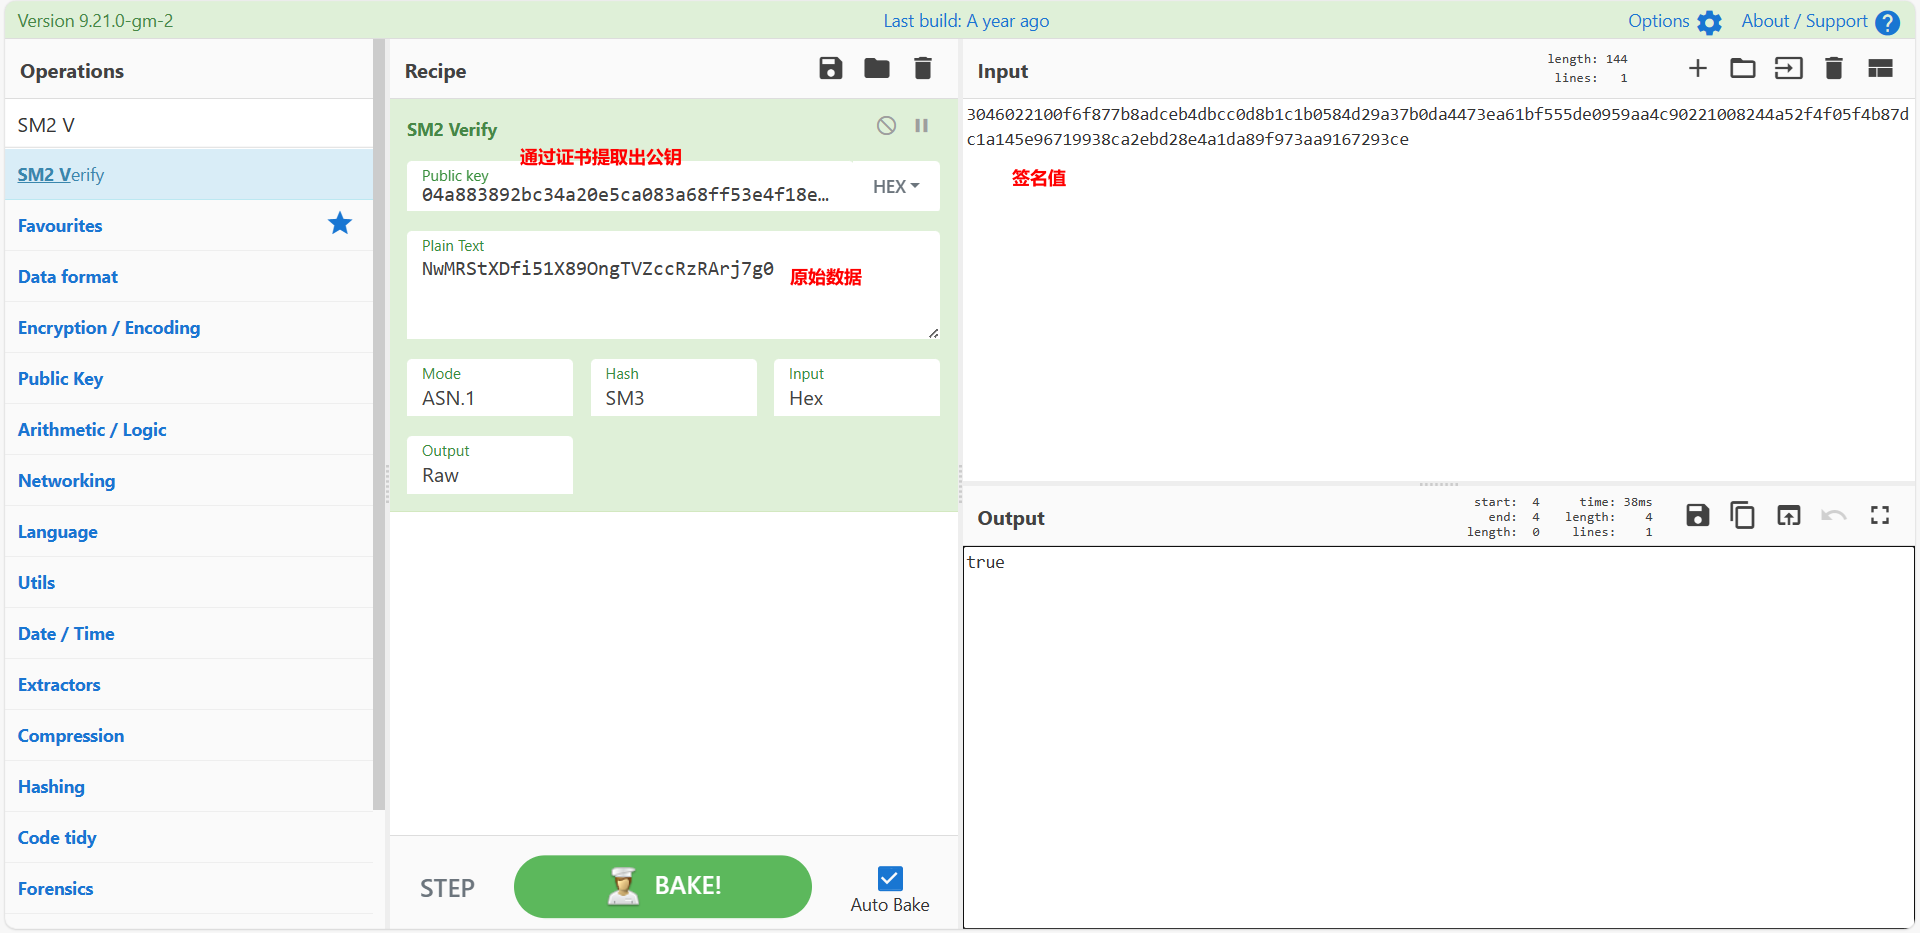 Version 9.21.0-gm-2
Last build: A year ago
Options
About / Support
Operations
SM2 V
SM2 Verify
Favourites
Data format
Encryption / Encoding
Public Key
Arithmetic / Logic
Networking
Language
Utils
Date / Time
Extractors
Compression
Hashing
Code tidy
Forensics
Recipe
SM2 Verify
通过证书提取出公钥
Public key
04a883892bc34a20e5ca083a68ff53e4f18e…
HEX
Plain Text
NwMRStXDfi51X89OngTVZccRzRArj7g0
原始数据
Mode
ASN.1
Hash
SM3
Input
Hex
Output
Raw
STEP
BAKE!
Auto Bake
Input
length: 144
lines: 1
3046022100f6f877b8adceb4dbcc0d8b1c1b0584d29a37b0da4473ea61bf555de0959aa4c90221008244a52f4f05f4b87d
c1a145e96719938ca2ebd28e4a1da89f973aa9167293ce
签名值
Output
start: 4
end: 4
length: 0
time: 38ms
length: 4
lines: 1
true